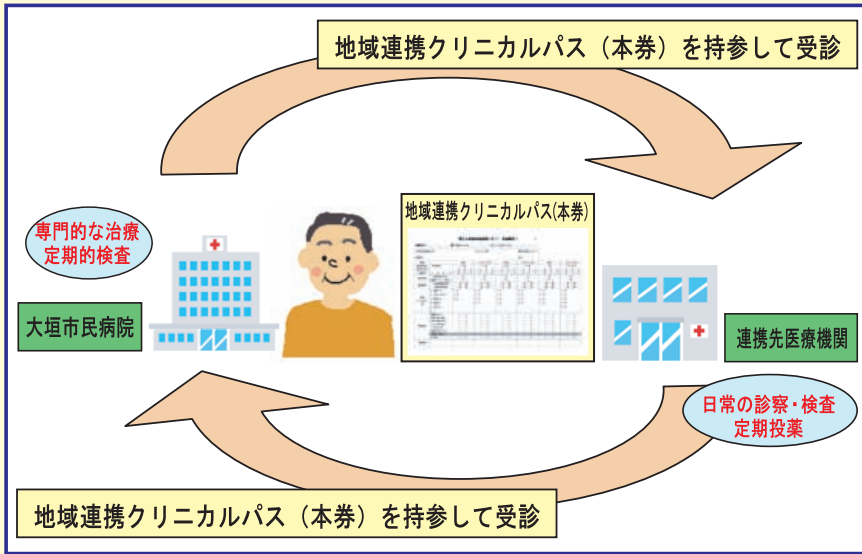 地域連携クリニカルパス（本券）を持参して受診
専門的な治療
定期的検査
大垣市民病院
地域連携クリニカルパス(本券)
連携先医療機関
日常の診察・検査
定期投薬
地域連携クリニカルパス（本券）を持参して受診